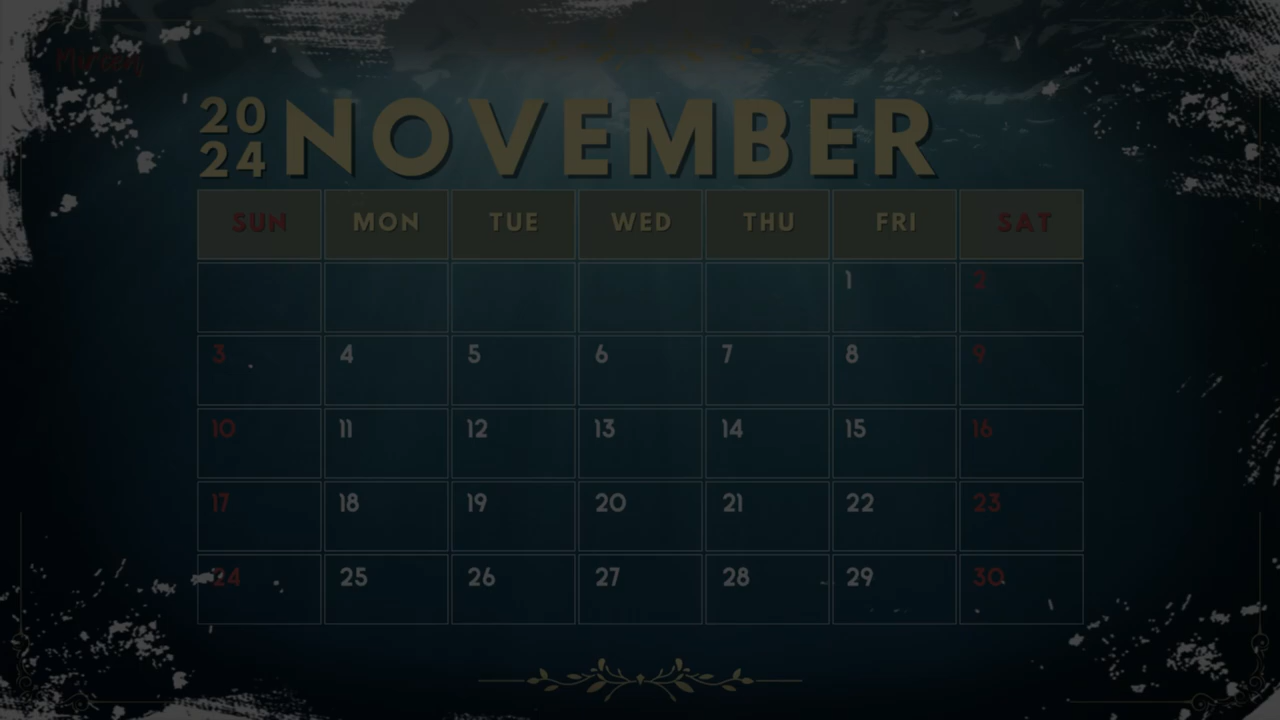 2024 NOVEMBER
SUN MON TUE WED THU FRI SAT
1 2
3 4 5 6 7 8 9
10 11 12 13 14 15 16
17 18 19 20 21 22 23
24 25 26 27 28 29 30